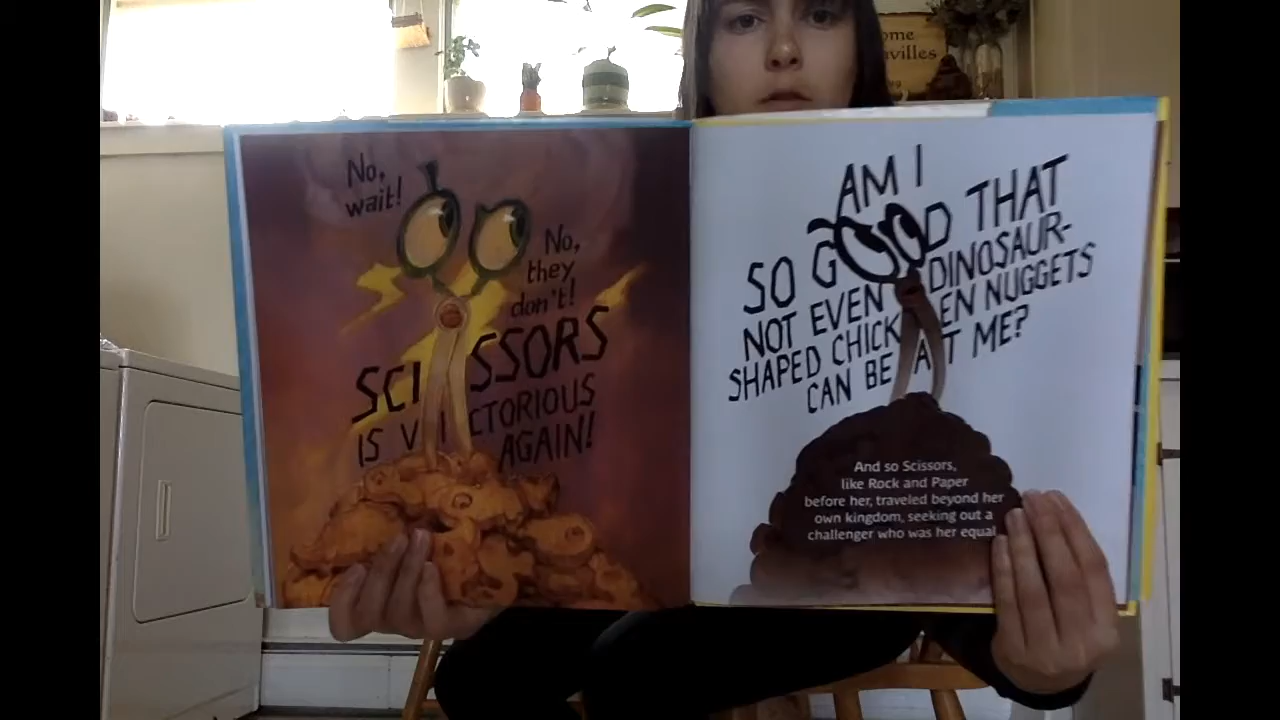 No,
wait!
No,
they
don't!
SCISSORS
IS VICTORIOUS
AGAIN!
AM I
SO GOOD THAT
NOT EVEN DINOSAUR-
SHAPED CHICKEN NUGGETS
CAN BEAT ME?
And so Scissors,
like Rock and Paper
before her, traveled beyond her
own kingdom, seeking out a
challenger who was her equal